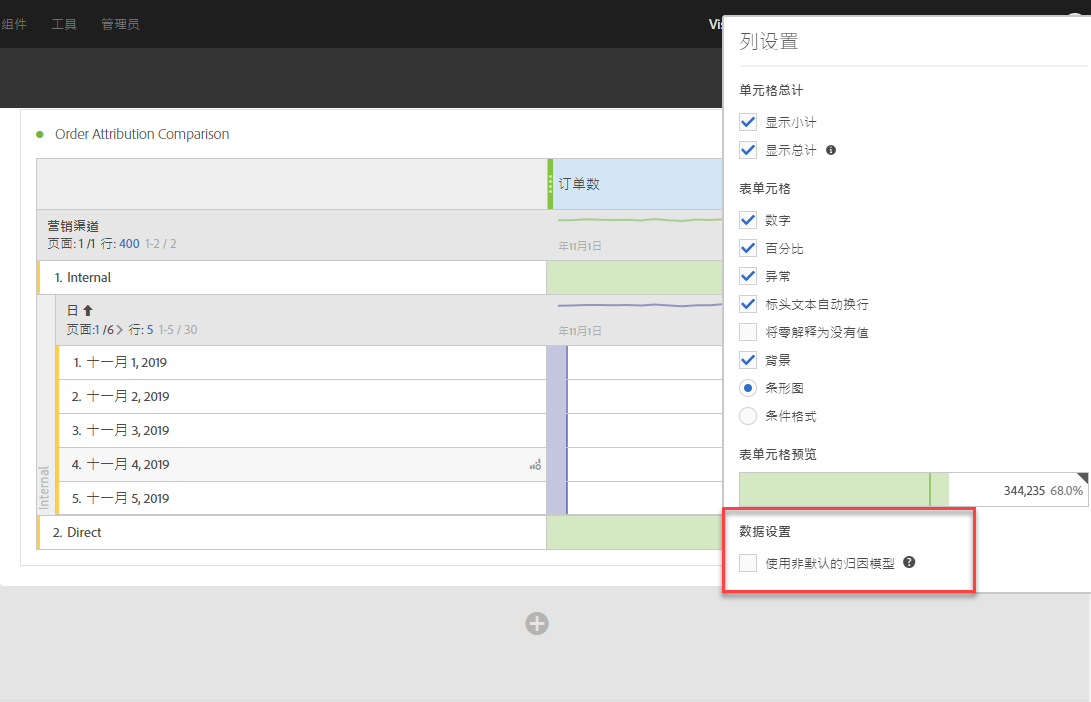 组件 工具 管理员
Vis
列设置
单元格总计
显示小计
显示总计
表单元格
数字
百分比
异常
标头文本自动换行
将零解释为没有值
背景
条形图
条件格式
表单元格预览
344,235 68.0%
数据设置
使用非默认的归因模型
Order Attribution Comparison
订单数
营销渠道
页面: 1 /1 行: 400 1-2 / 2
年11月1日
1. Internal
日
页面:1 /6 行: 5 1-5 / 30
年11月1日
1. 十一月 1, 2019
2. 十一月 2, 2019
3. 十一月 3, 2019
4. 十一月 4, 2019
5. 十一月 5, 2019
Internal
2. Direct